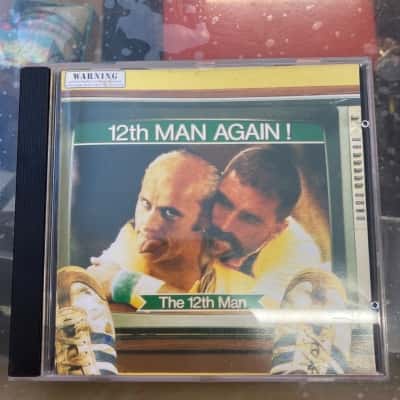 WARNING
12th MAN AGAIN !
The 12th Man